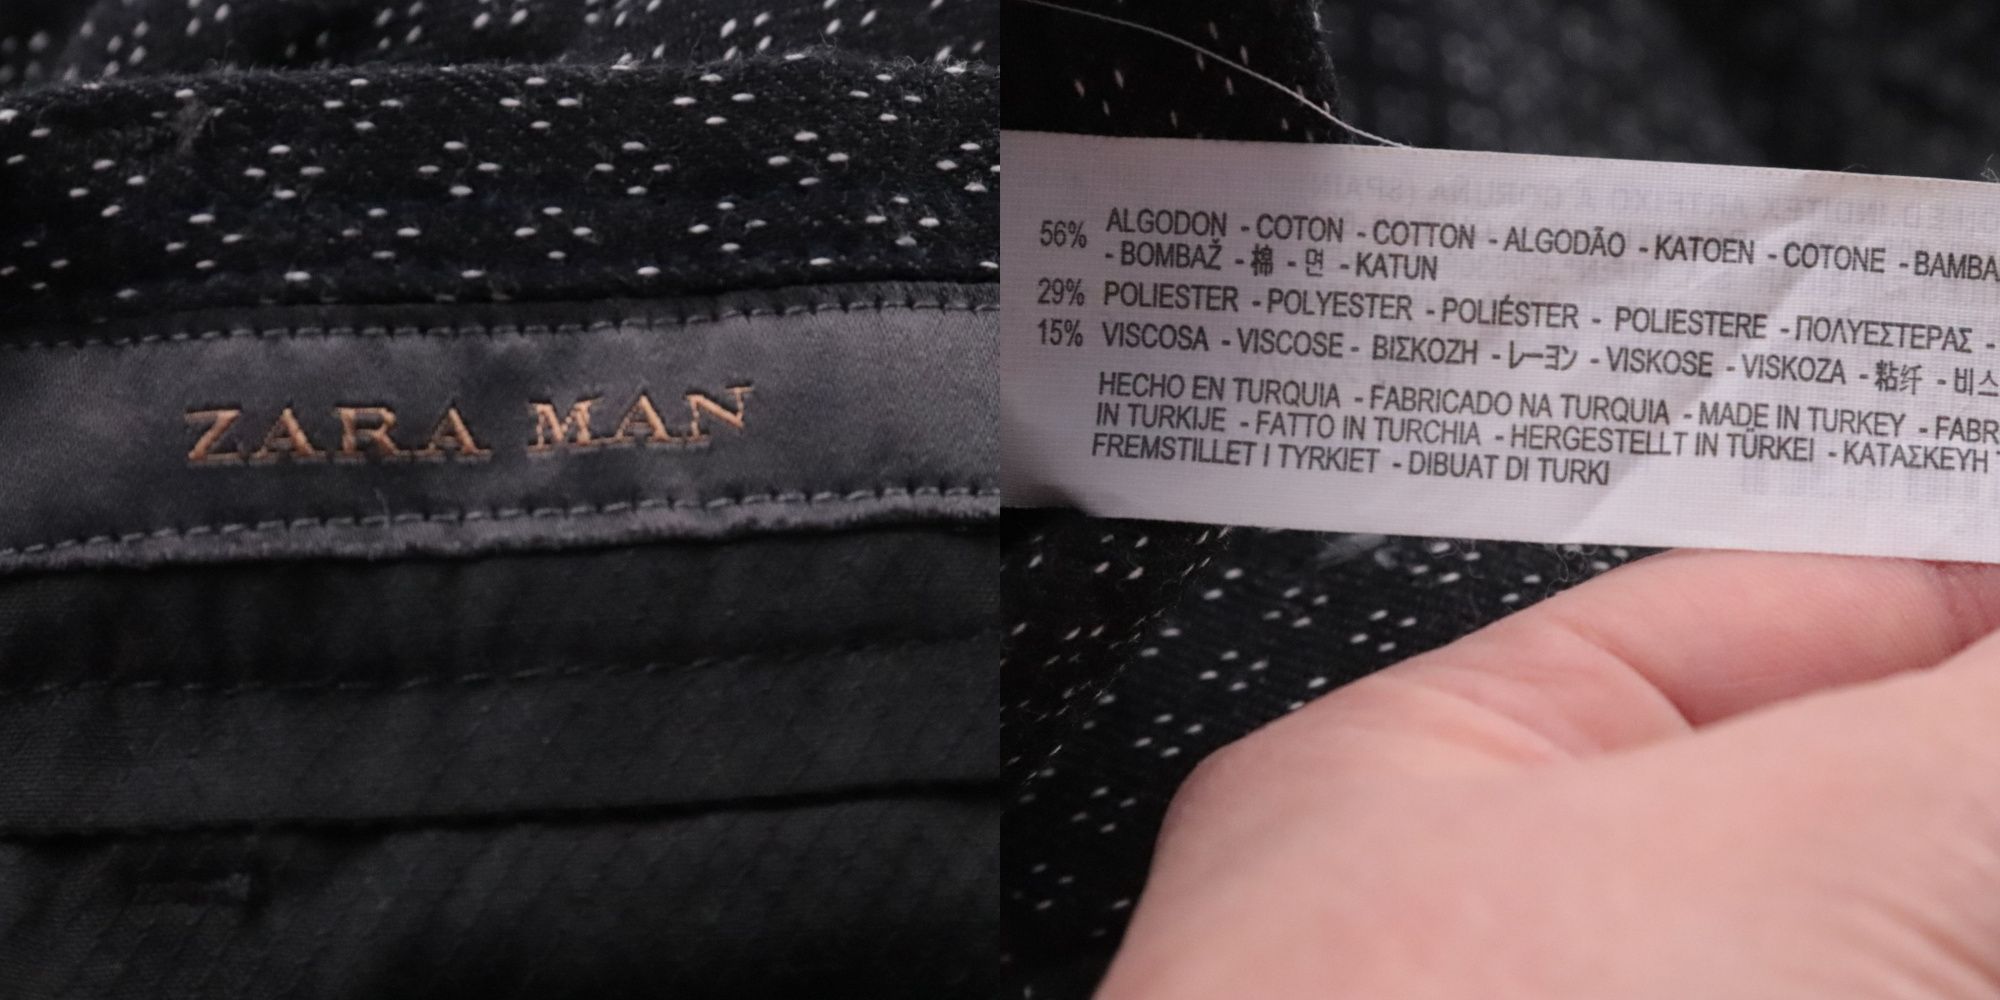 ZARA MAN
56% ALGODON - COTON - COTTON - ALGODÃO - KATOEN - COTONE - BAMBA
- BOMBAŽ - 棉 - 면 - KATUN
29% POLIESTER - POLYESTER - POLIÉSTER - POLIESTERE - ΠΟΛΥΕΣΤΕΡΑΣ -
15% VISCOSA - VISCOSE - ΒΙΣΚΟΖΗ - レーヨン - VISKOSE - VISKOZA - 粘纤 - 비스
HECHO EN TURQUIA - FABRICADO NA TURQUIA - MADE IN TURKEY - FABR
IN TURKIJE - FATTO IN TURCHIA - HERGESTELLT IN TÜRKEI - ΚΑΤΑΣΚΕΥΗ
FREMSTILLET I TYRKIET - DIBUAT DI TURKI